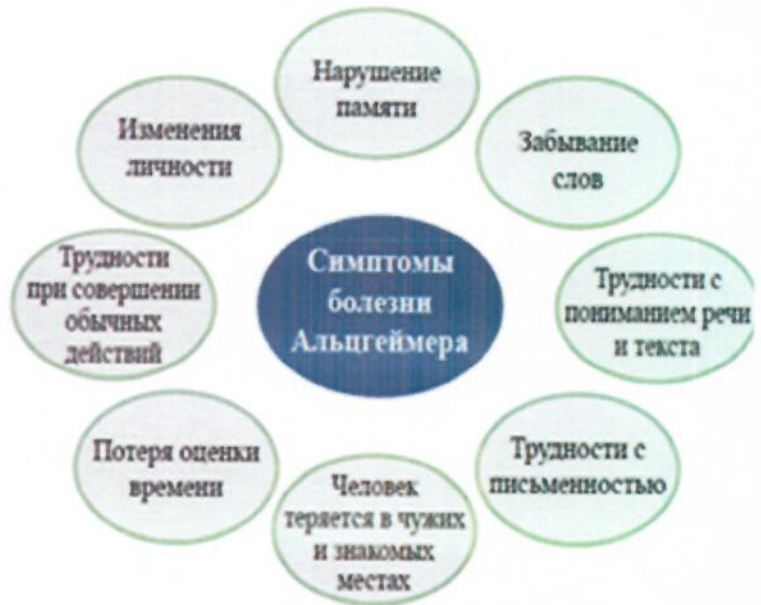 Нарушение
памяти
Забывание
слов
Трудности с
пониманием речи
и текста
Трудности с
письменностью
Человек
теряется в чужих
и знакомых
местах
Потеря оценки
времени
Трудности
при совершении
обычных
действий
Изменения
личности
Симптомы
болезни
Альцгеймера